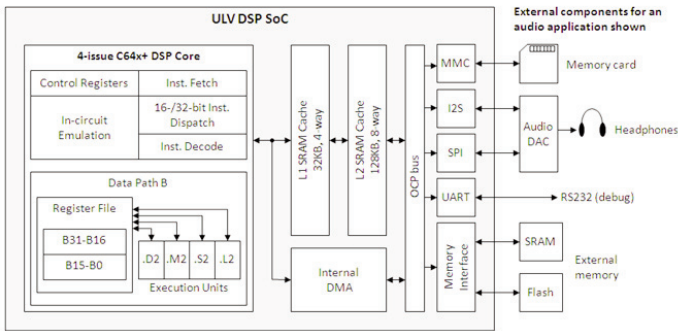 ULV DSP SoC
External components for an
audio application shown
4-issue C64x+ DSP Core
Control Registers
Inst. Fetch
In-circuit
Emulation
16-/32-bit Inst.
Dispatch
Inst. Decode
Data Path B
Register File
B31-B16
B15-B0
.D2
.M2
.S2
.L2
Execution Units
L1 SRAM Cache
32KB, 4-way
L2 SRAM Cache
128KB, 8-way
Internal
DMA
OCP bus
MMC
I2S
SPI
UART
Memory
Interface
Memory card
Audio
DAC
Headphones
RS232 (debug)
SRAM
Flash
External
memory